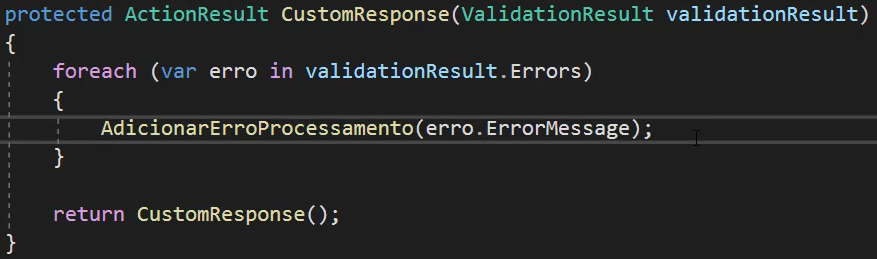 protected ActionResult CustomResponse(ValidationResult validationResult)
{
foreach (var erro in validationResult.Errors)
{
AdicionarErroProcessamento(erro.ErrorMessage);
}
return CustomResponse();
}